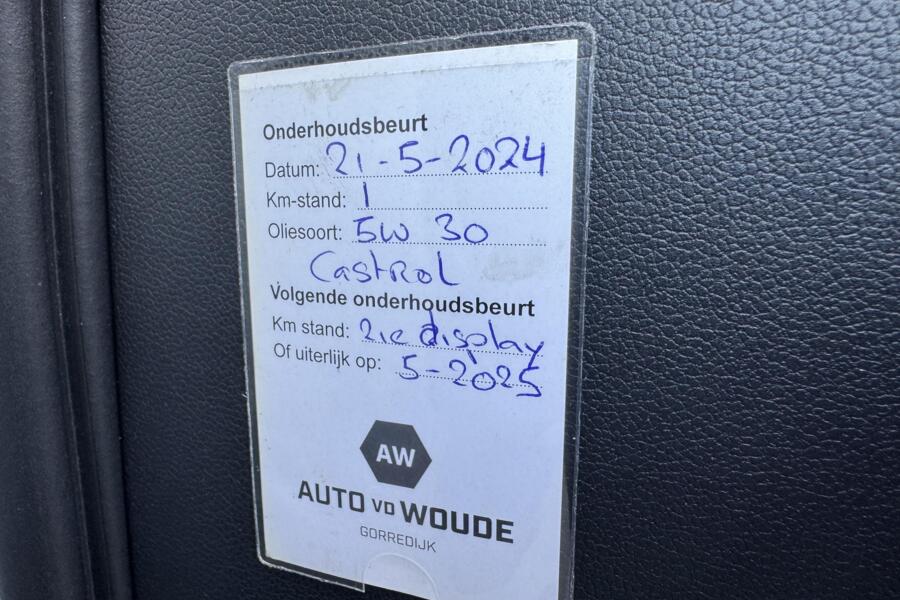 Onderhoudsbeurt
Datum: 21-5-2024
Km-stand: 1
Oliesoort: 5W 30
Castrol
Volgende onderhoudsbeurt
Km stand: zie display
Of uiterlijk op: 5-2025
AW
AUTO VD WOUDE
GORREDIJK